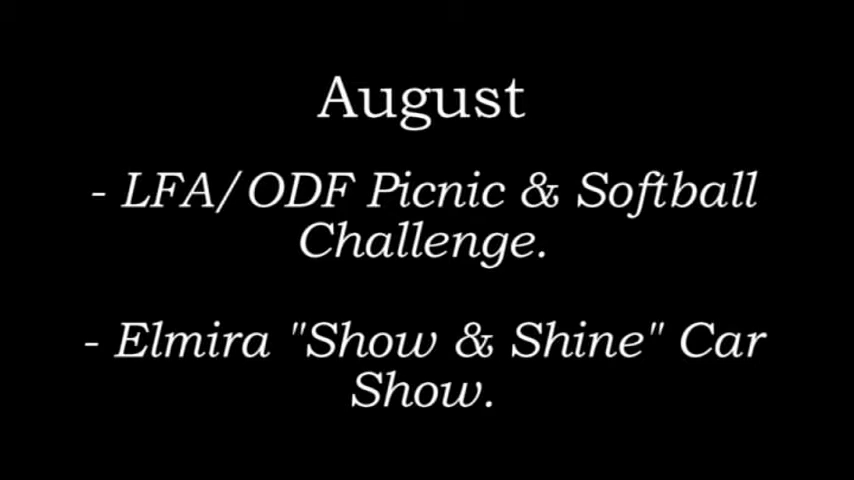 August
- LFA/ODF Picnic & Softball
Challenge.
- Elmira "Show & Shine" Car
Show.